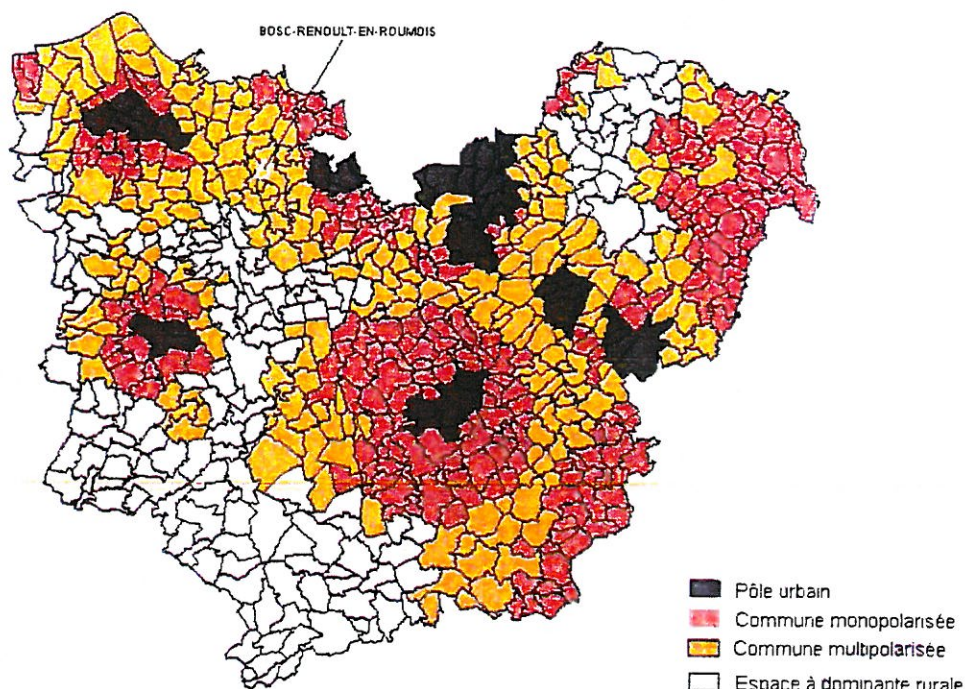 BOSC-RENOULT-EN-ROUMOIS
Pôle urbain
Commune monopolarisée
Commune multipolarisée
Espace à dominante rurale